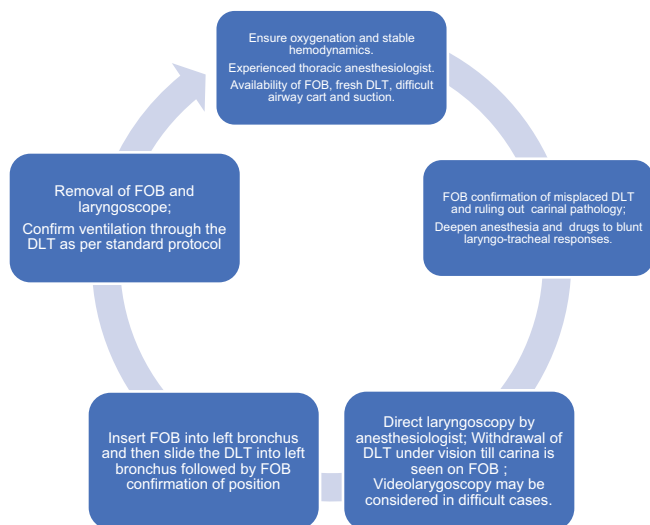 Ensure oxygenation and stable
hemodynamics.
Experienced thoracic anesthesiologist.
Availability of FOB, fresh DLT, difficult
airway cart and suction.
FOB confirmation of misplaced DLT
and ruling out carinal pathology;
Deepen anesthesia and drugs to blunt
laryngo-tracheal responses.
Direct laryngoscopy by
anesthesiologist; Withdrawal of
DLT under vision till carina is
seen on FOB ;
Videolarygoscopy may be
considered in difficult cases.
Insert FOB into left bronchus
and then slide the DLT into left
bronchus followed by FOB
confirmation of position
Removal of FOB and
laryngoscope;
Confirm ventilation through the
DLT as per standard protocol